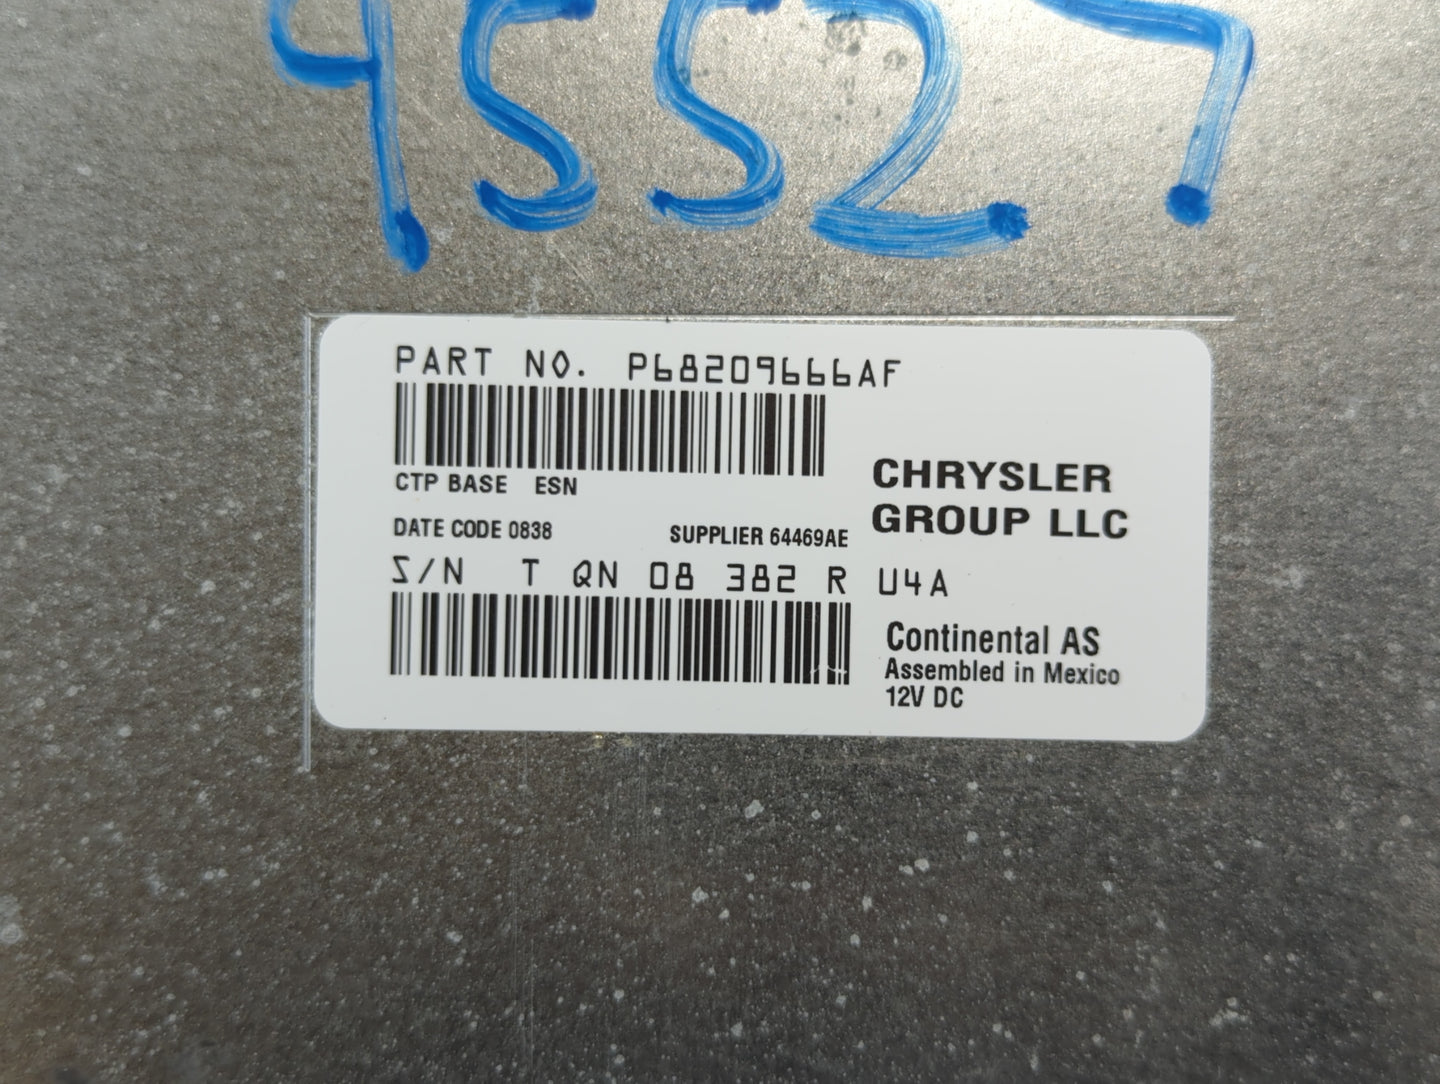 95527
PART NO. P68209666AF
CTP BASE ESN
DATE CODE 0838 SUPPLIER 64469AE
CHRYSLER
GROUP LLC
S/N T QN 08 382 R U4A
Continental AS
Assembled in Mexico
12V DC